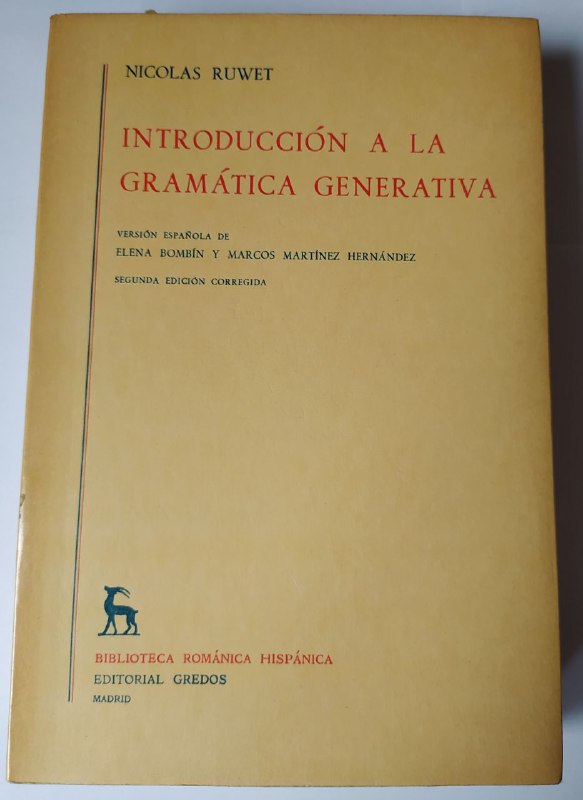 NICOLAS RUWET
INTRODUCCIÓN A LA
GRAMÁTICA GENERATIVA
VERSIÓN ESPAÑOLA DE
ELENA BOMBÍN Y MARCOS MARTÍNEZ HERNÁNDEZ
SEGUNDA EDICIÓN CORREGIDA
BIBLIOTECA ROMÁNICA HISPÁNICA
EDITORIAL GREDOS
MADRID